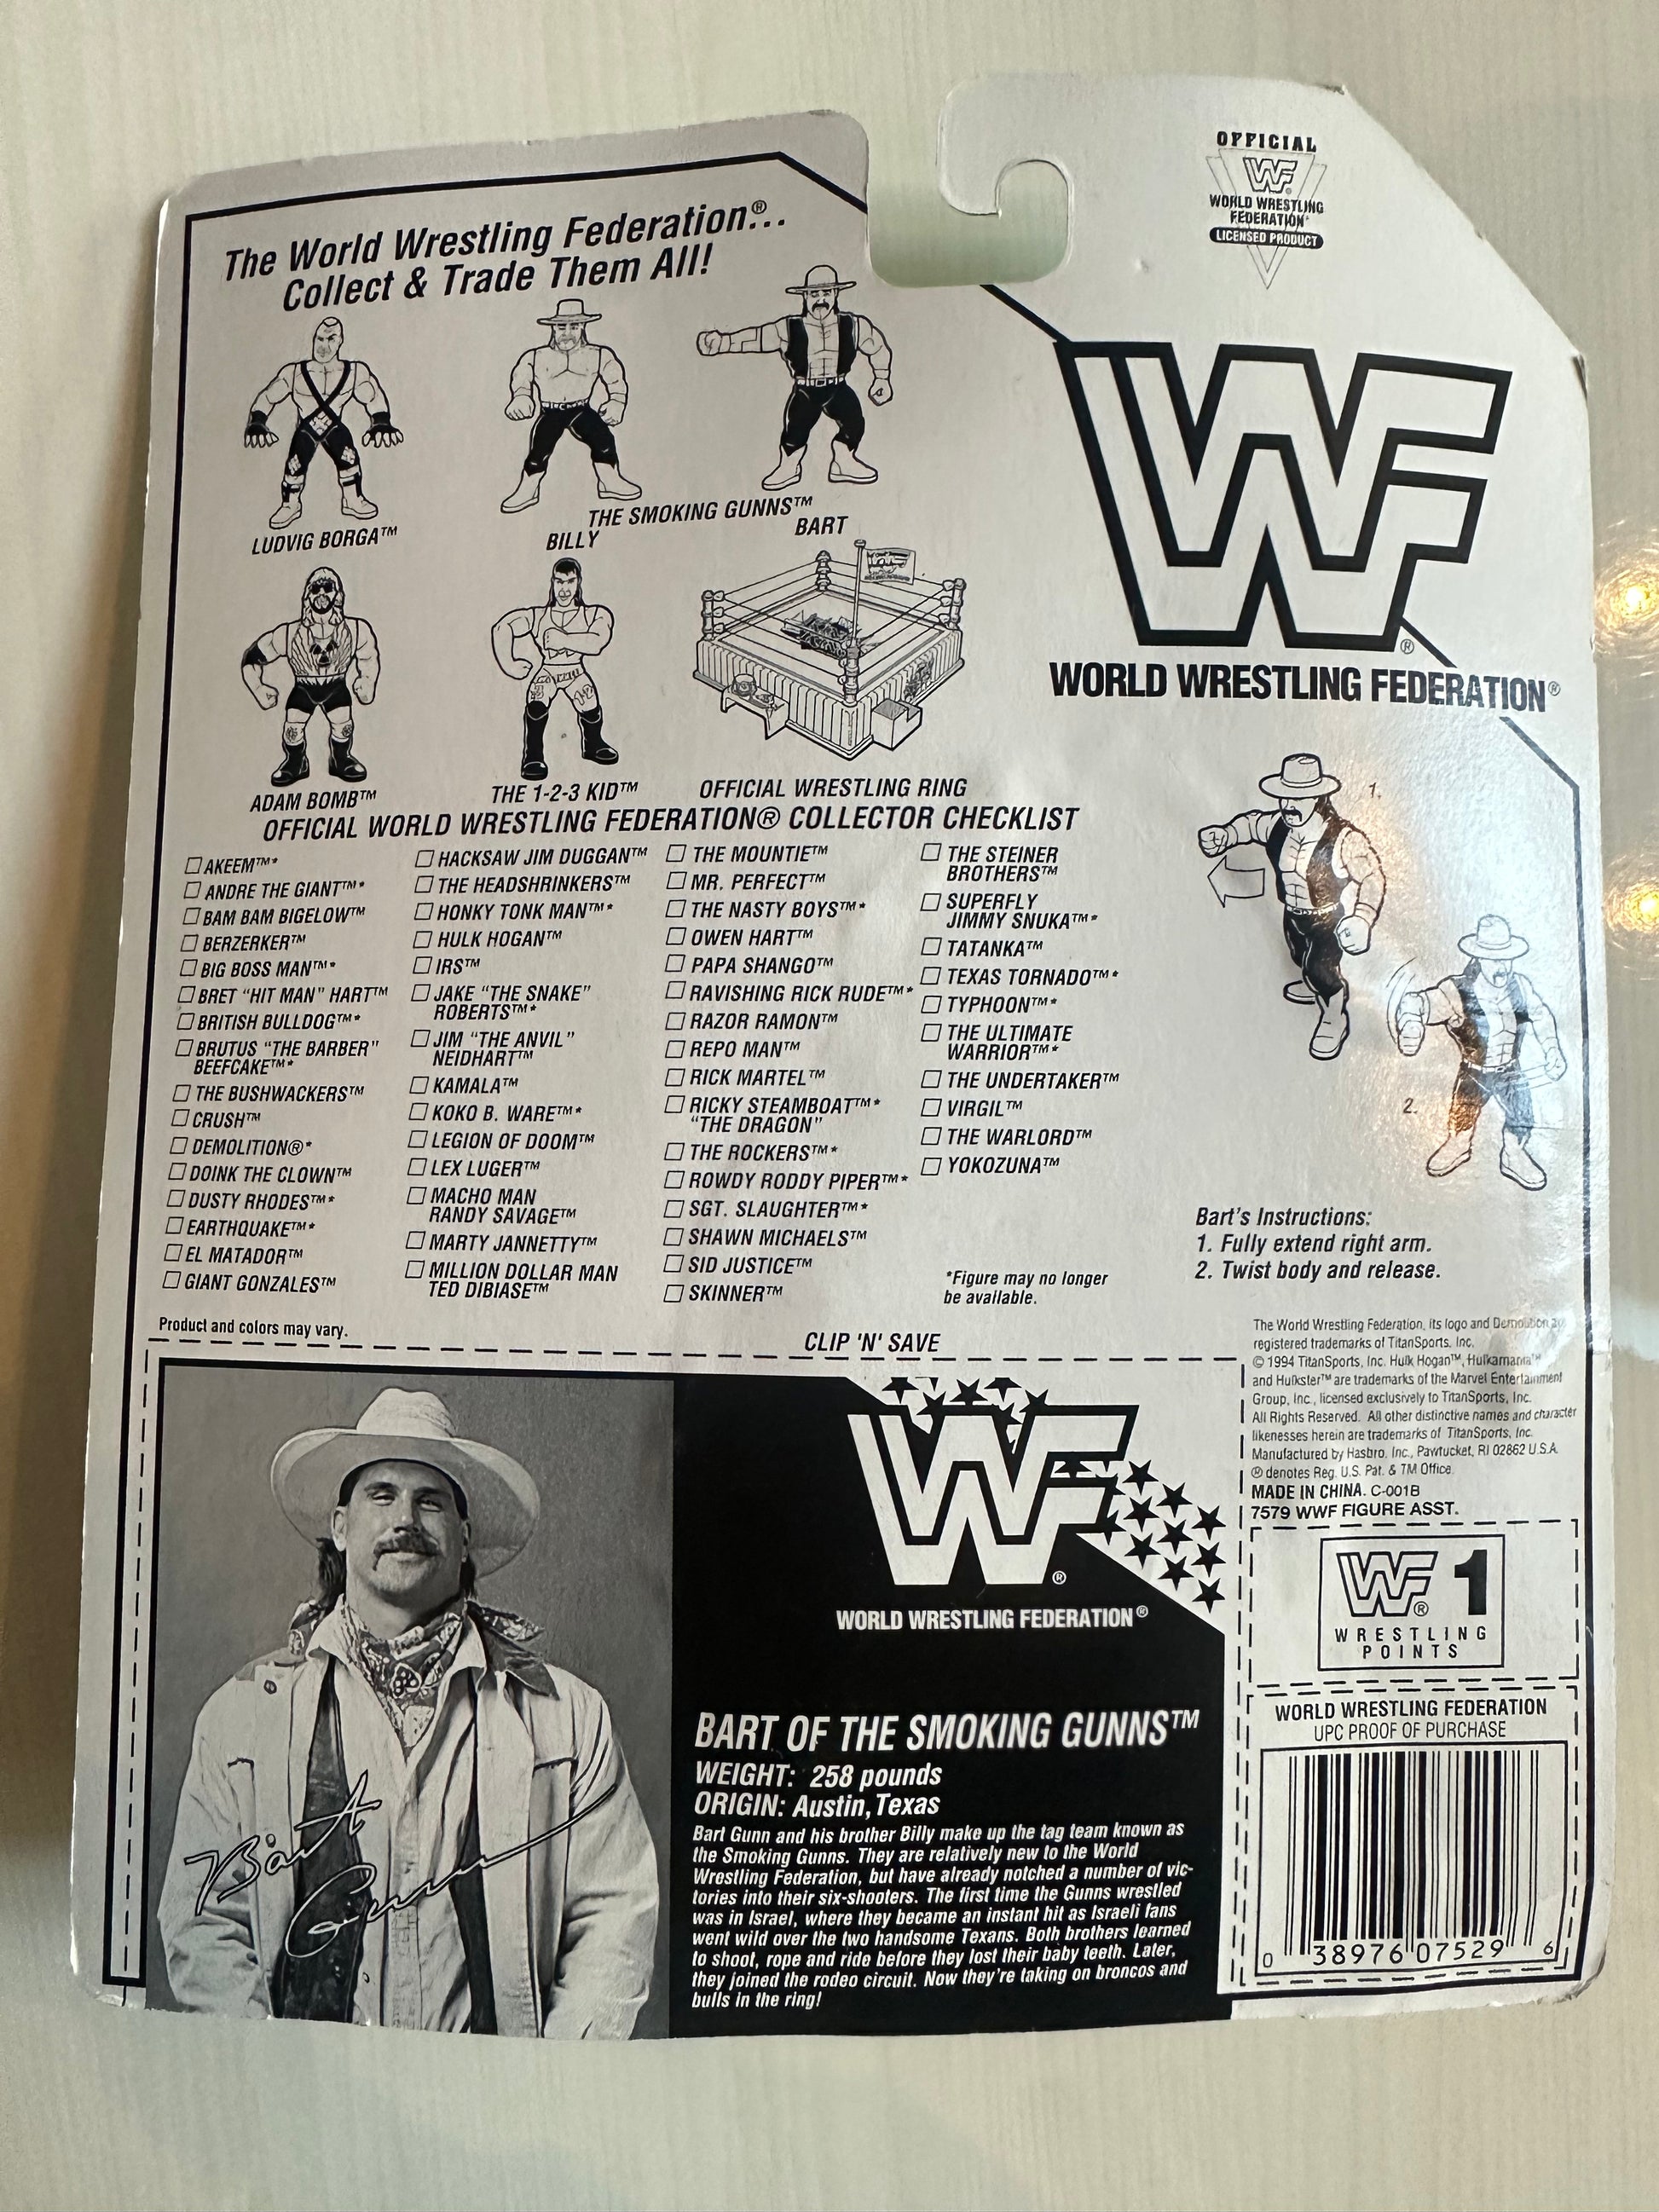 OFFICIAL
WF
WORLD WRESTLING
FEDERATION
LICENSED PRODUCT
The World Wrestling Federation®...
Collect & Trade Them All!
LUDVIG BORGA™
THE SMOKING GUNNS™
BILLY
BART
ADAM BOMB™
THE 1-2-3 KID™
OFFICIAL WRESTLING RING
WF®
WORLD WRESTLING FEDERATION®
OFFICIAL WORLD WRESTLING FEDERATION® COLLECTOR CHECKLIST
AKEEM™*
ANDRE THE GIANT™*
BAM BAM BIGELOW™
BERZERKER™
BIG BOSS MAN™*
BRET "HIT MAN" HART™
BRITISH BULLDOG™*
BRUTUS "THE BARBER"
BEEFCAKE™*
THE BUSHWACKERS™
CRUSH™
DEMOLITION®*
DOINK THE CLOWN™
DUSTY RHODES™*
EARTHQUAKE™*
EL MATADOR™
GIANT GONZALES™
HACKSAW JIM DUGGAN™
THE HEADSHRINKERS™
HONKY TONK MAN™*
HULK HOGAN™
IRS™
JAKE "THE SNAKE"
ROBERTS™*
JIM "THE ANVIL"
NEIDHART™
KAMALA™
KOKO B. WARE™*
LEGION OF DOOM™
LEX LUGER™
MACHO MAN
RANDY SAVAGE™
MARTY JANNETTY™
MILLION DOLLAR MAN
TED DIBIASE™
THE MOUNTIE™
MR. PERFECT™
THE NASTY BOYS™*
OWEN HART™
PAPA SHANGO™
RAVISHING RICK RUDE™*
RAZOR RAMON™
REPO MAN™
RICK MARTEL™
RICKY STEAMBOAT™*
"THE DRAGON"
THE ROCKERS™*
ROWDY RODDY PIPER™*
SGT. SLAUGHTER™*
SHAWN MICHAELS™
SID JUSTICE™
SKINNER™
THE STEINER
BROTHERS™
SUPERFLY
JIMMY SNUKA™*
TATANKA™
TEXAS TORNADO™*
TYPHOON™*
THE ULTIMATE
WARRIOR™*
THE UNDERTAKER™
VIRGIL™
THE WARLORD™
YOKOZUNA™
*Figure may no longer
be available.
1.
2.
Bart's Instructions:
1. Fully extend right arm.
2. Twist body and release.
Product and colors may vary.
CLIP 'N' SAVE
The World Wrestling Federation, its logo and Demolition are
registered trademarks of TitanSports, Inc.
© 1994 TitanSports, Inc. Hulk Hogan™, Hulkamania™
and Hulkster™ are trademarks of the Marvel Entertainment
Group, Inc., licensed exclusively to TitanSports, Inc.
All Rights Reserved. All other distinctive names and character
likenesses herein are trademarks of TitanSports, Inc.
Manufactured by Hasbro, Inc., Pawtucket, RI 02862 U.S.A.
® denotes Reg. U.S. Pat. & TM Office.
MADE IN CHINA. C-001B
7579 WWF FIGURE ASST.
WF® 1
WRESTLING
POINTS
WORLD WRESTLING FEDERATION
UPC PROOF OF PURCHASE
0 38976 07529 6
Bart Gunn
WF®
WORLD WRESTLING FEDERATION®
BART OF THE SMOKING GUNNS™
WEIGHT: 258 pounds
ORIGIN: Austin, Texas
Bart Gunn and his brother Billy make up the tag team known as
the Smoking Gunns. They are relatively new to the World
Wrestling Federation, but have already notched a number of vic-
tories into their six-shooters. The first time the Gunns wrestled
was in Israel, where they became an instant hit as Israeli fans
went wild over the two handsome Texans. Both brothers learned
to shoot, rope and ride before they lost their baby teeth. Later,
they joined the rodeo circuit. Now they're taking on broncos and
bulls in the ring!